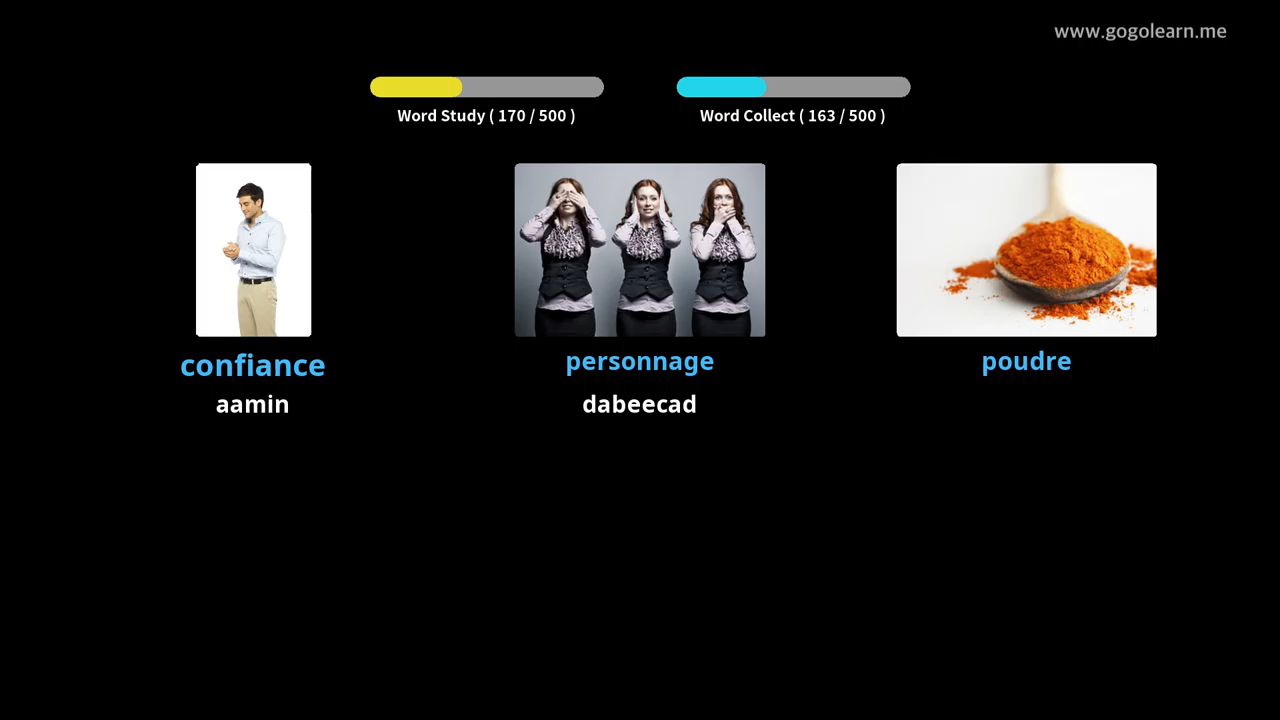 www.gogolearn.me
Word Study ( 170 / 500 )
Word Collect ( 163 / 500 )
confiance
personnage
poudre
aamin
dabeecad